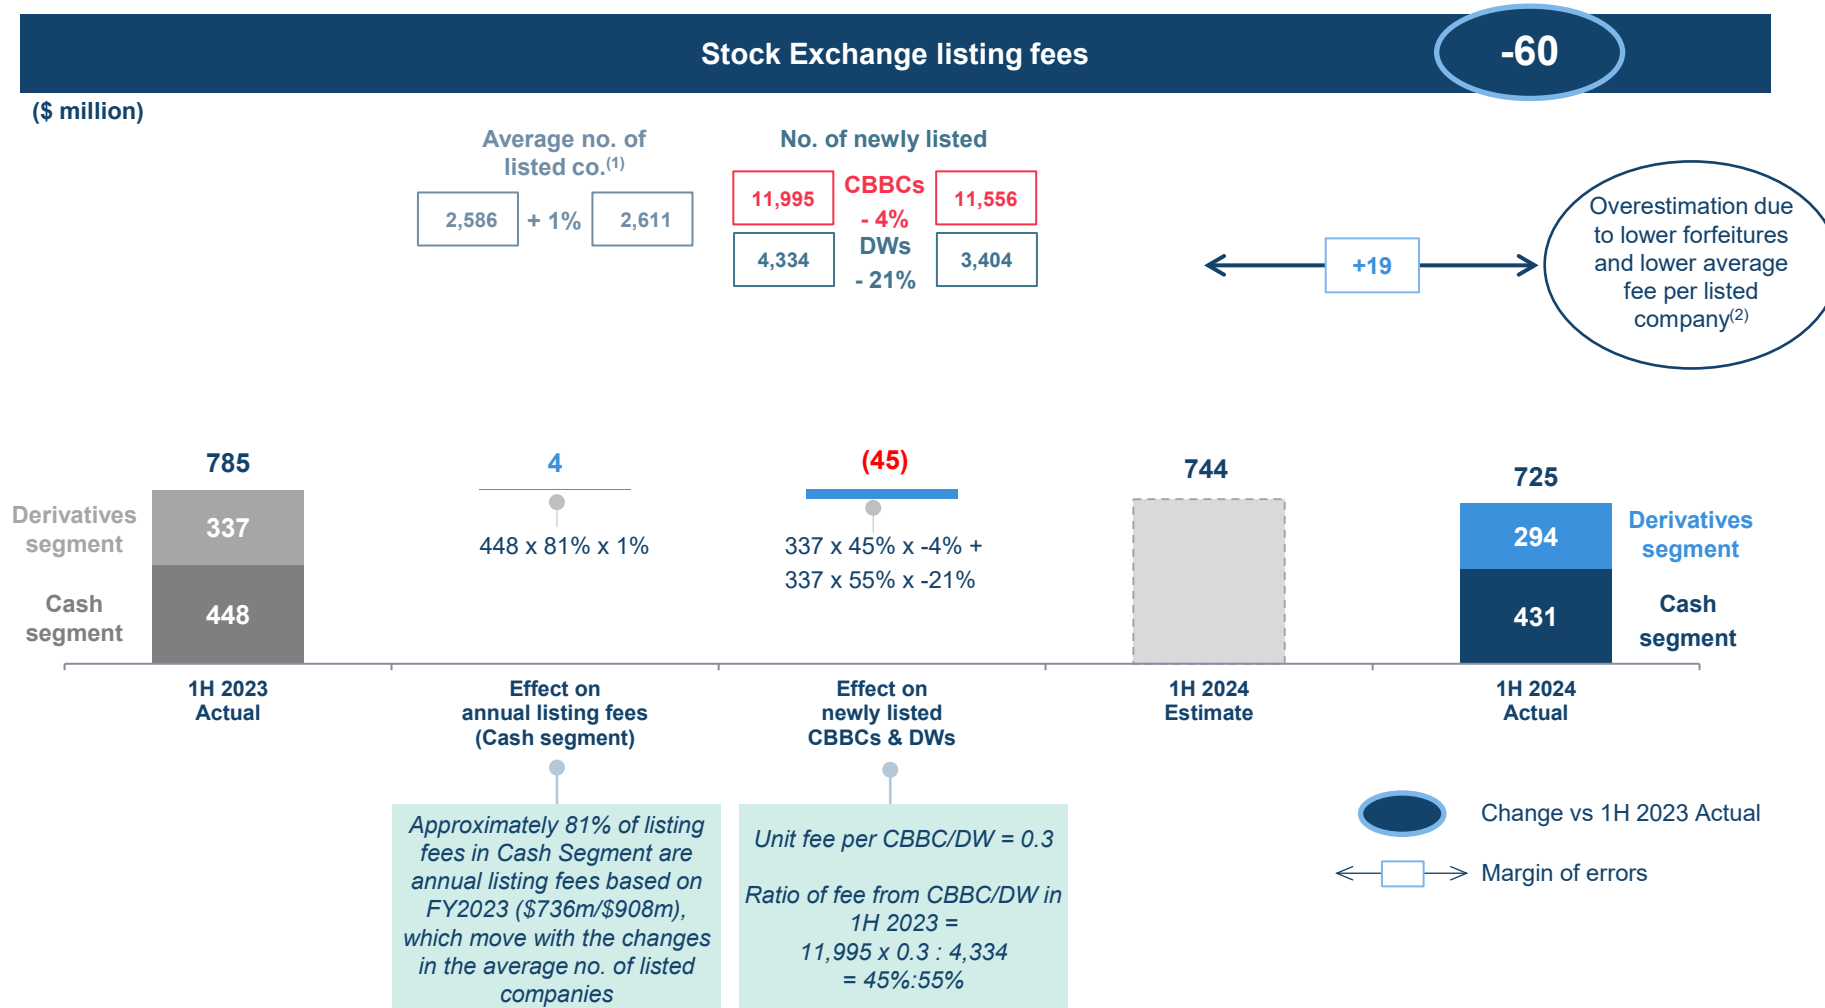 Stock Exchange listing fees
-60
($ million)
Average no. of
listed co.(1)
2,586
+ 1%
2,611
No. of newly listed
11,995
CBBCs
- 4%
11,556
4,334
DWs
- 21%
3,404
+19
Overestimation due
to lower forfeitures
and lower average
fee per listed
company(2)
785
Derivatives
segment
337
Cash
segment
448
4
448 x 81% x 1%
(45)
337 x 45% x -4% +
337 x 55% x -21%
744
725
294
Derivatives
segment
431
Cash
segment
1H 2023
Actual
Effect on
annual listing fees
(Cash segment)
Effect on
newly listed
CBBCs & DWs
1H 2024
Estimate
1H 2024
Actual
Approximately 81% of listing
fees in Cash Segment are
annual listing fees based on
FY2023 ($736m/$908m),
which move with the changes
in the average no. of listed
companies
Unit fee per CBBC/DW = 0.3
Ratio of fee from CBBC/DW in
1H 2023 =
11,995 x 0.3 : 4,334
= 45%:55%
Change vs 1H 2023 Actual
Margin of errors